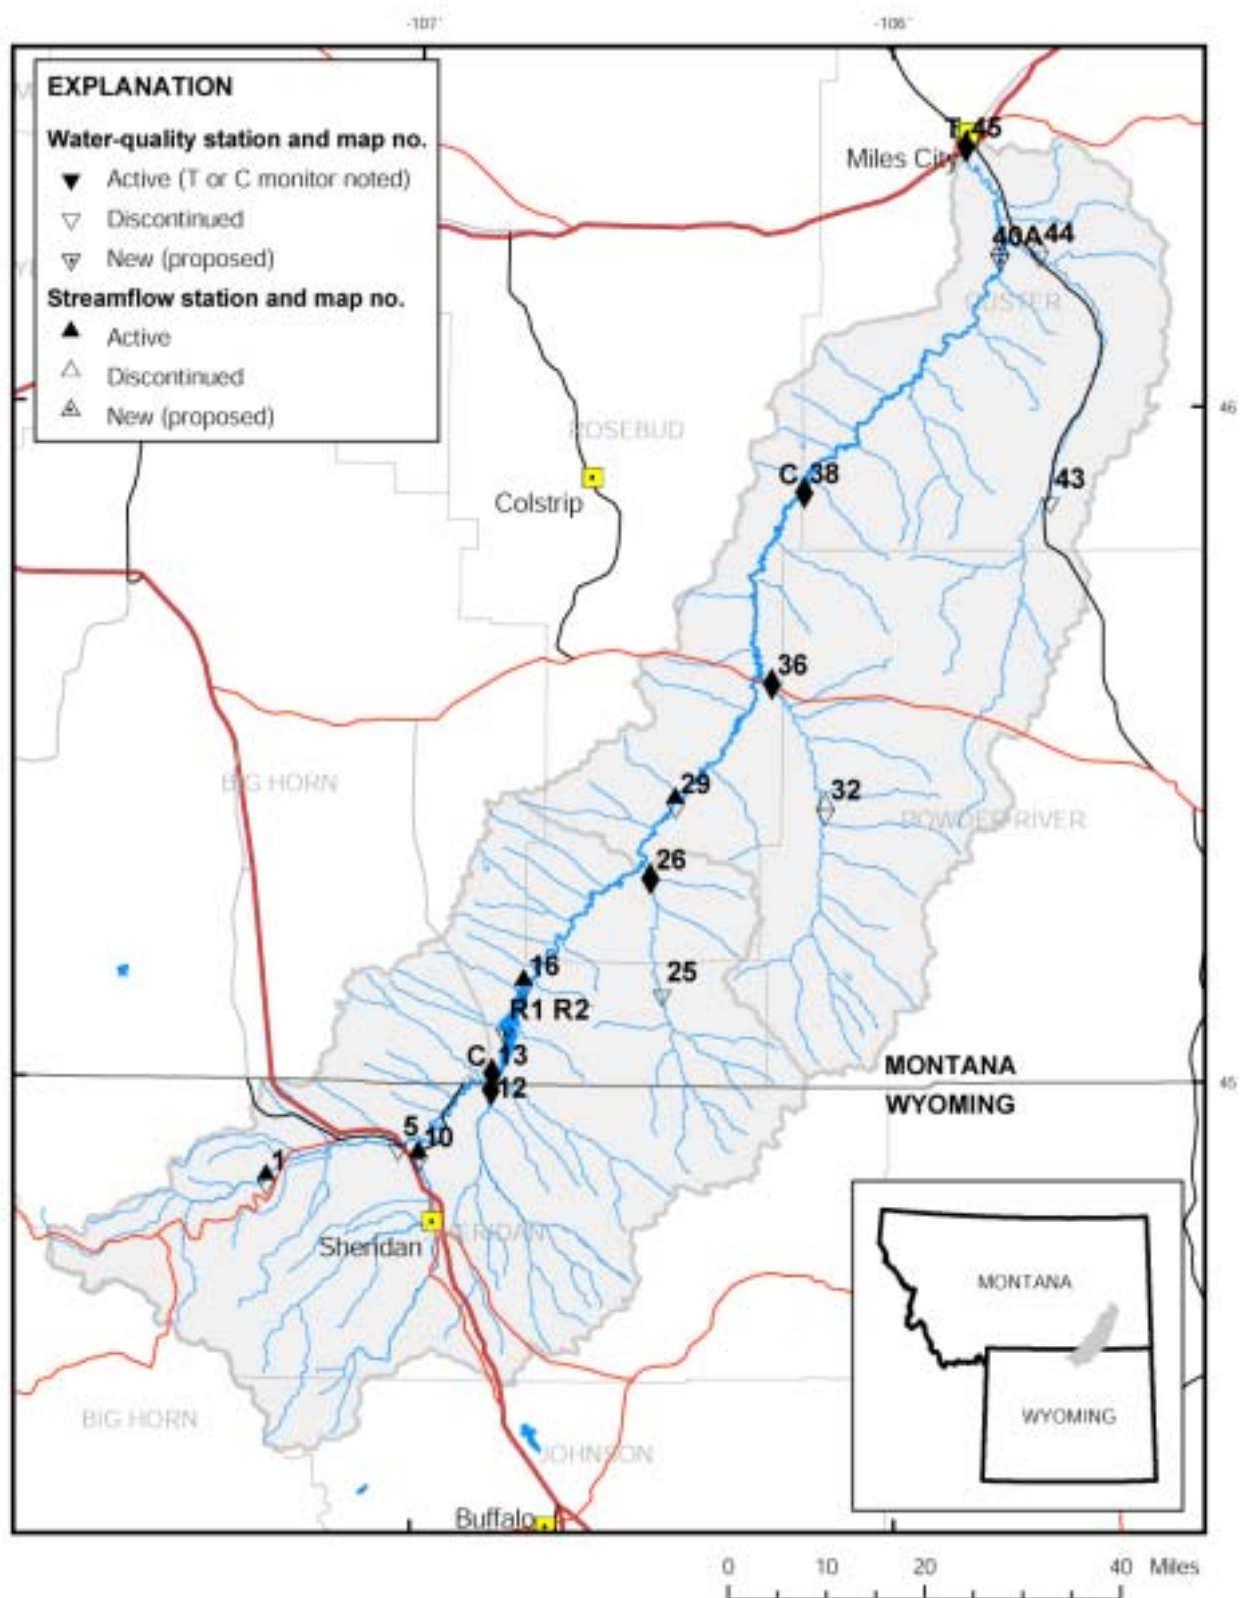 -107°
-106°
EXPLANATION
Water-quality station and map no.
Active (T or C monitor noted)
Discontinued
New (proposed)
Streamflow station and map no.
Active
Discontinued
New (proposed)
T 45
Miles City
40A 44
CUSTER
46
ROSEBUD
C 38
43
Colstrip
36
BIG HORN
29
32
POWDER RIVER
26
16
25
R1 R2
C 13
MONTANA
12
45
WYOMING
5
10
1
Sheridan
MONTANA
WYOMING
BIG HORN
JOHNSON
Buffalo
0 10 20 40 Miles